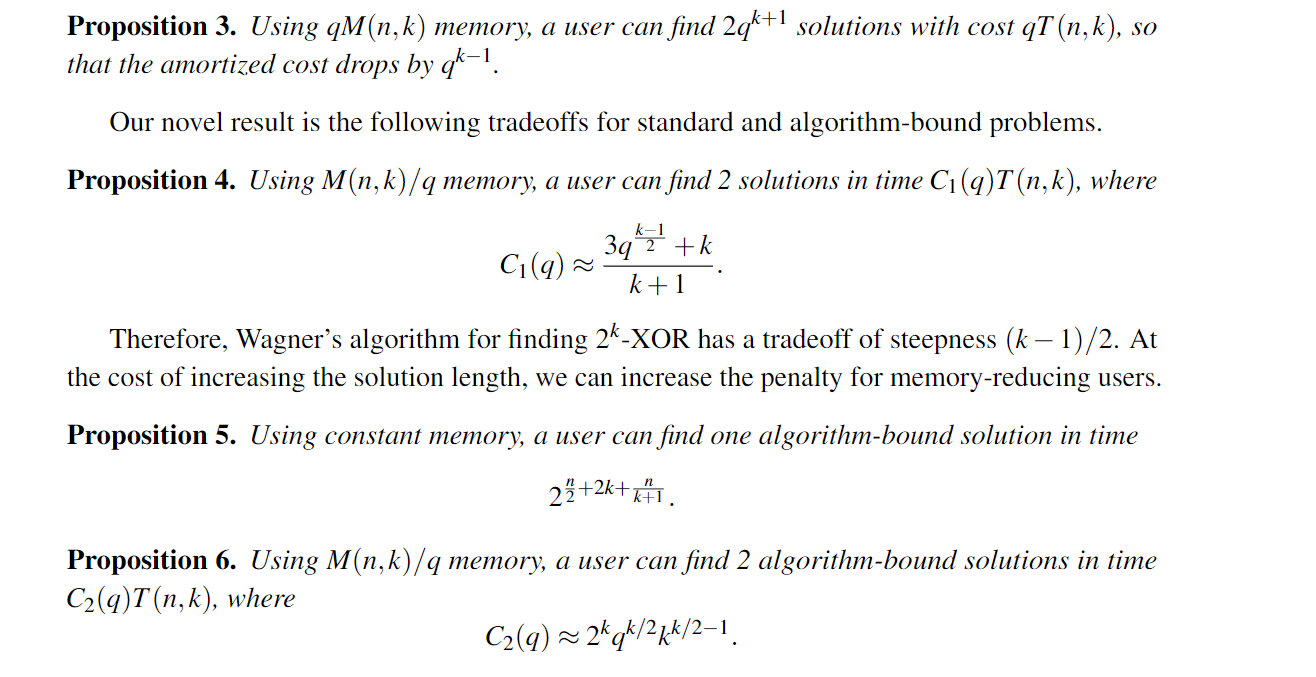 Proposition 3. Using qM(n,k) memory, a user can find 2q^{k+1} solutions with cost qT(n,k), so
that the amortized cost drops by q^{k−1}.
Our novel result is the following tradeoffs for standard and algorithm-bound problems.
Proposition 4. Using M(n,k)/q memory, a user can find 2 solutions in time C_1(q)T(n,k), where
C_1(q) ≈ \frac{3q^{\frac{k−1}{2}} + k}{k+1}.
Therefore, Wagner's algorithm for finding 2^k-XOR has a tradeoff of steepness (k−1)/2. At
the cost of increasing the solution length, we can increase the penalty for memory-reducing users.
Proposition 5. Using constant memory, a user can find one algorithm-bound solution in time
2^{\frac{n}{2}+2k+\frac{n}{k+1}}.
Proposition 6. Using M(n,k)/q memory, a user can find 2 algorithm-bound solutions in time
C_2(q)T(n,k), where
C_2(q) ≈ 2^k q^{k/2} k^{k/2−1}.